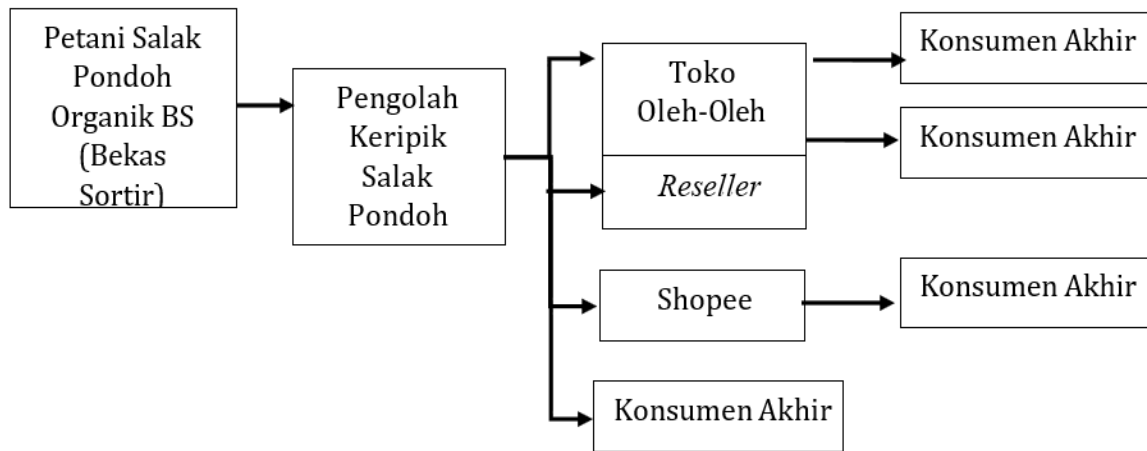 Petani Salak
Pondoh
Organik BS
(Bekas
Sortir)
Pengolah
Keripik
Salak
Pondoh
Toko
Oleh-Oleh
Reseller
Shopee
Konsumen Akhir
Konsumen Akhir
Konsumen Akhir
Konsumen Akhir